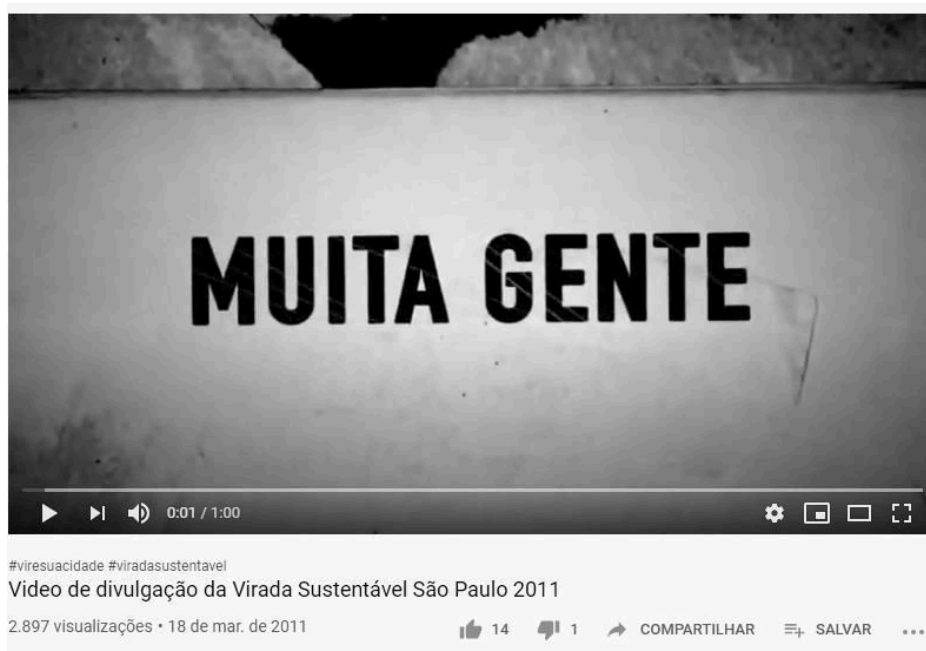 MUITA GENTE
0:01 / 1:00
#viresuacidade #viradasustentavel
Video de divulgação da Virada Sustentável São Paulo 2011
2.897 visualizações • 18 de mar. de 2011 14 1 COMPARTILHAR SALVAR